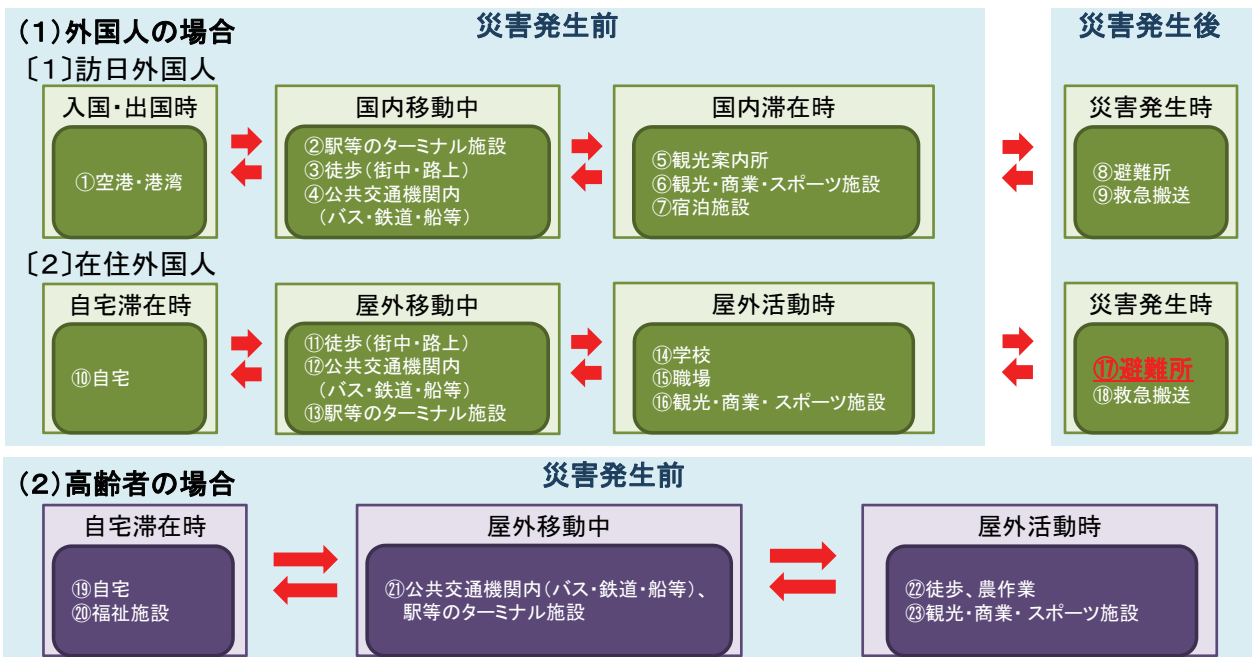 (1)外国人の場合
災害発生前
災害発生後
〔1〕訪日外国人
入国・出国時
①空港・港湾
国内移動中
②駅等のターミナル施設
③徒歩(街中・路上)
④公共交通機関内
(バス・鉄道・船等)
国内滞在時
⑤観光案内所
⑥観光・商業・スポーツ施設
⑦宿泊施設
災害発生時
⑧避難所
⑨救急搬送
〔2〕在住外国人
自宅滞在時
⑩自宅
屋外移動中
⑪徒歩(街中・路上)
⑫公共交通機関内
(バス・鉄道・船等)
⑬駅等のターミナル施設
屋外活動時
⑭学校
⑮職場
⑯観光・商業・ スポーツ施設
災害発生時
⑰避難所
⑱救急搬送
(2)高齢者の場合
災害発生前
自宅滞在時
⑲自宅
⑳福祉施設
屋外移動中
㉑公共交通機関内(バス・鉄道・船等)、
駅等のターミナル施設
屋外活動時
㉒徒歩、農作業
㉓観光・商業・ スポーツ施設